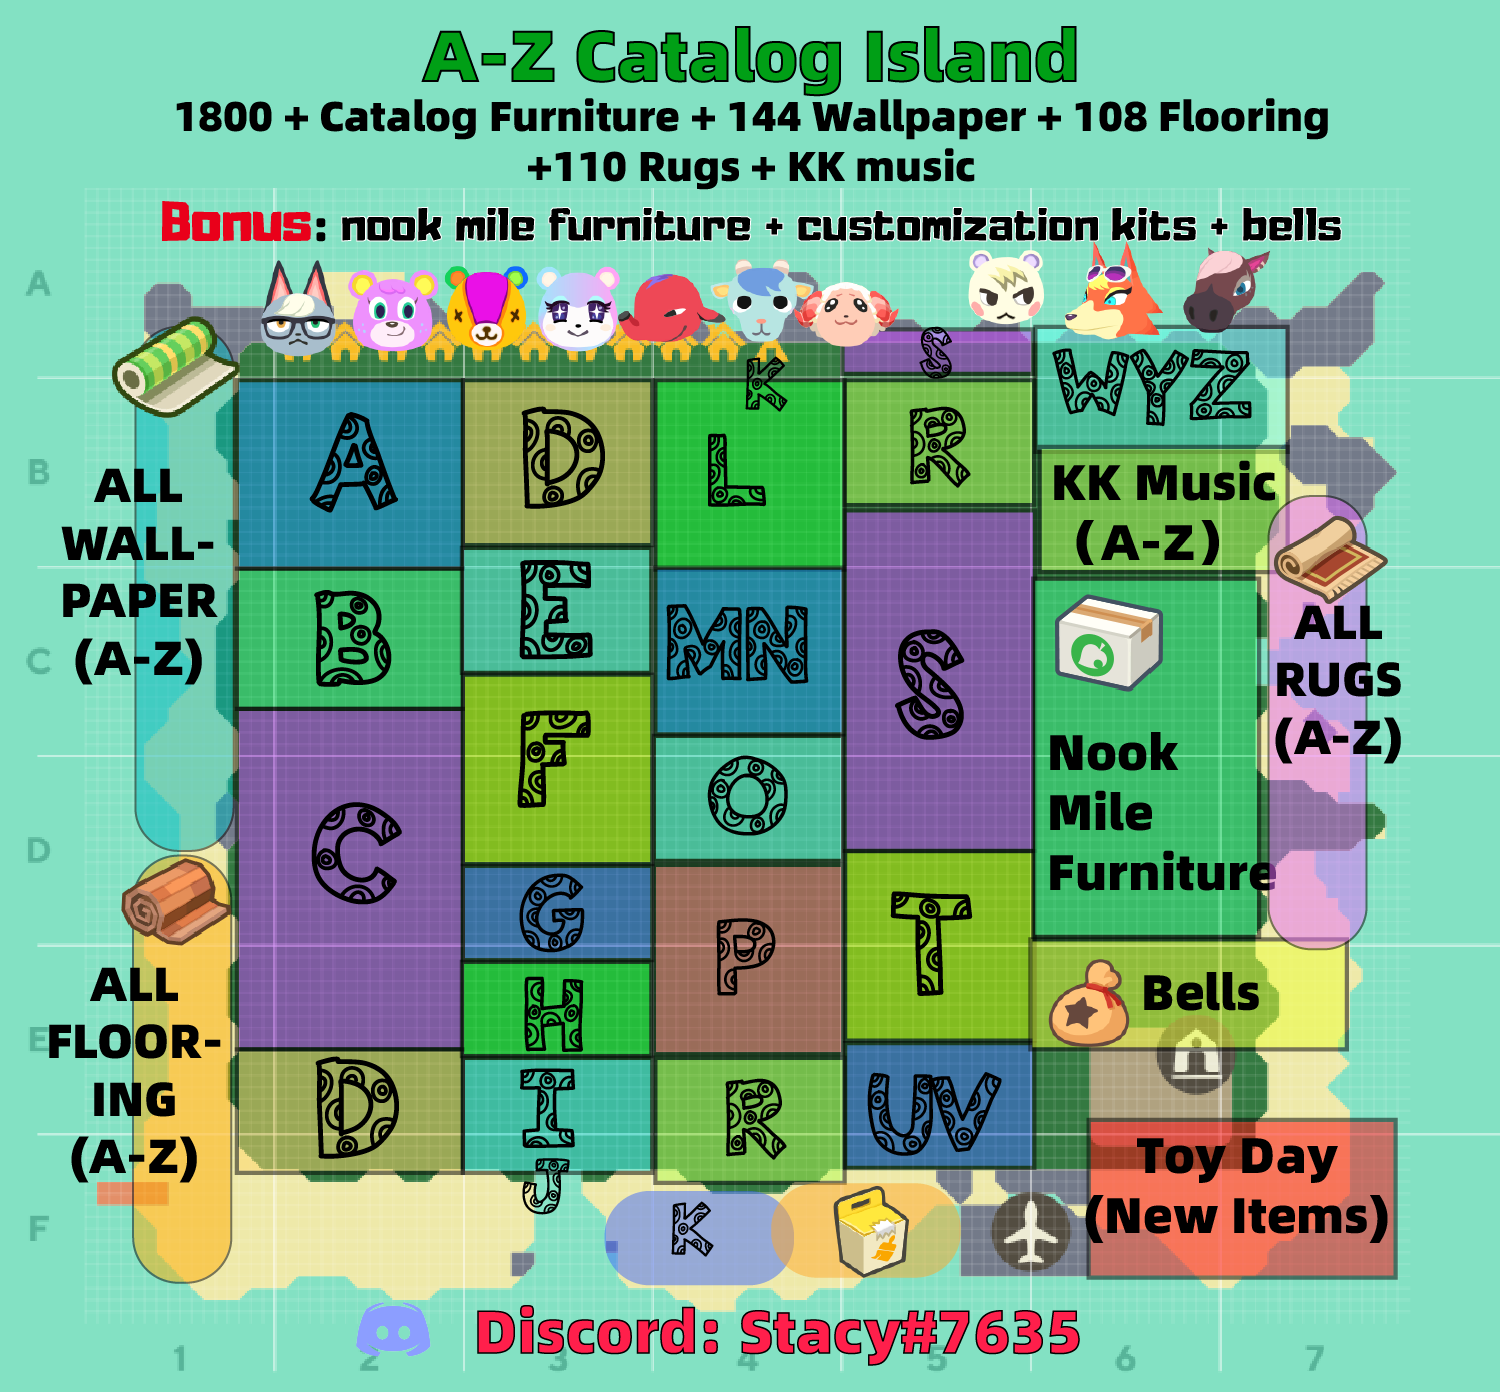 A-Z Catalog Island
1800 + Catalog Furniture + 144 Wallpaper + 108 Flooring
+110 Rugs + KK music
Bonus: nook mile furniture + customization kits + bells
A
B
C
D
E
F
ALL
WALL-
PAPER
(A-Z)
ALL
FLOOR-
ING
(A-Z)
A
B
C
D
D
E
F
G
H
I
J
K
L
MN
O
P
R
K
S
R
S
T
UV
WYZ
KK Music
(A-Z)
Nook
Mile
Furniture
ALL
RUGS
(A-Z)
Bells
Toy Day
(New Items)
Discord: Stacy#7635
1 2 3 4 5 6 7